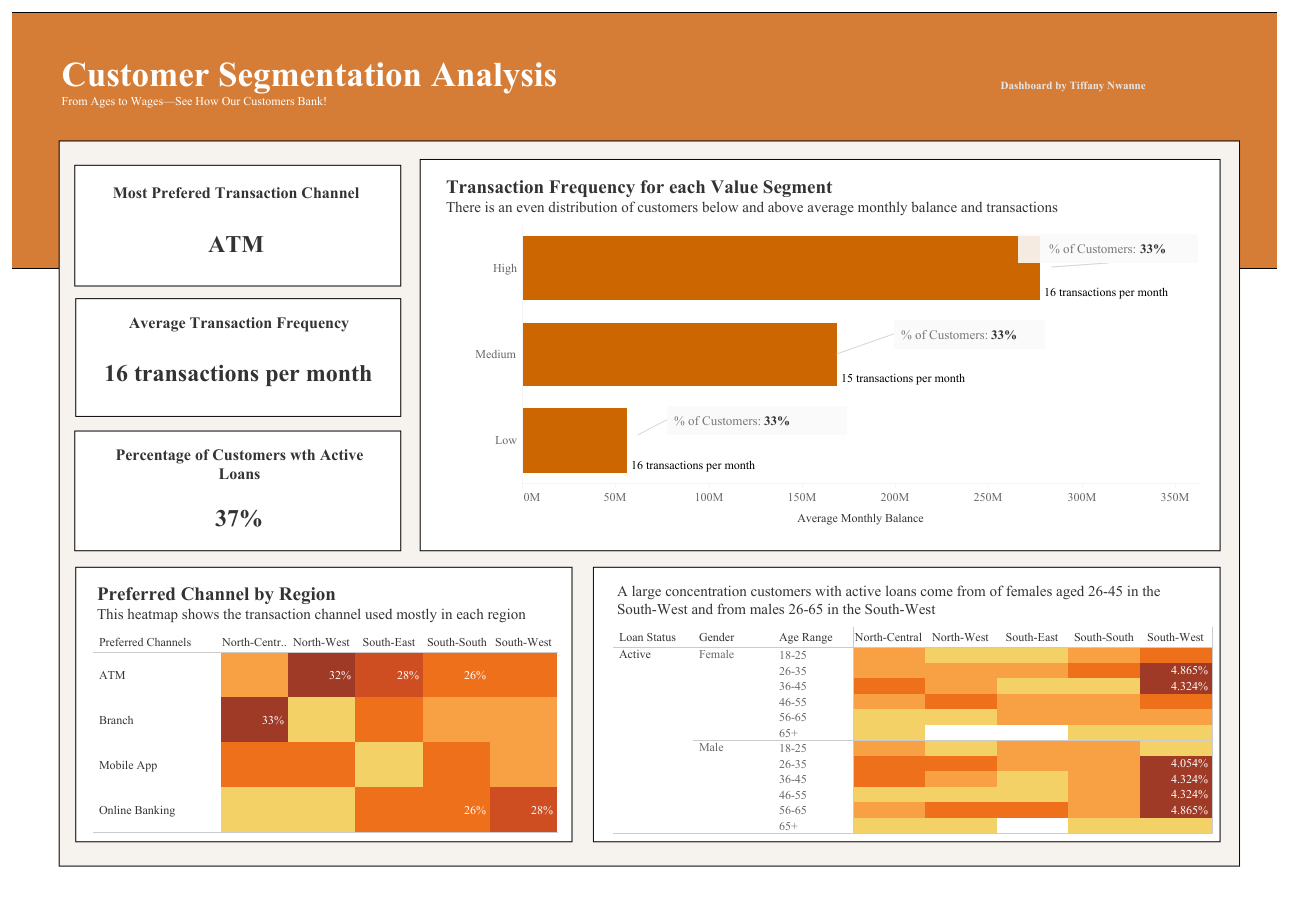 Customer Segmentation Analysis
From Ages to Wages—See How Our Customers Bank!
Dashboard by Tiffany Nwanne
Most Prefered Transaction Channel
ATM
Average Transaction Frequency
16 transactions per month
Percentage of Customers wth Active
Loans
37%
Transaction Frequency for each Value Segment
There is an even distribution of customers below and above average monthly balance and transactions
High
% of Customers: 33%
16 transactions per month
Medium
% of Customers: 33%
15 transactions per month
Low
% of Customers: 33%
16 transactions per month
0M 50M 100M 150M 200M 250M 300M 350M
Average Monthly Balance
Preferred Channel by Region
This heatmap shows the transaction channel used mostly in each region
Preferred Channels North-Centr.. North-West South-East South-South South-West
ATM 32% 28% 26%
Branch 33%
Mobile App
Online Banking 26% 28%
A large concentration customers with active loans come from of females aged 26-45 in the
South-West and from males 26-65 in the South-West
Loan Status Gender Age Range North-Central North-West South-East South-South South-West
Active Female 18-25
26-35 4.865%
36-45 4.324%
46-55
56-65
65+
Male 18-25
26-35 4.054%
36-45 4.324%
46-55 4.324%
56-65 4.865%
65+